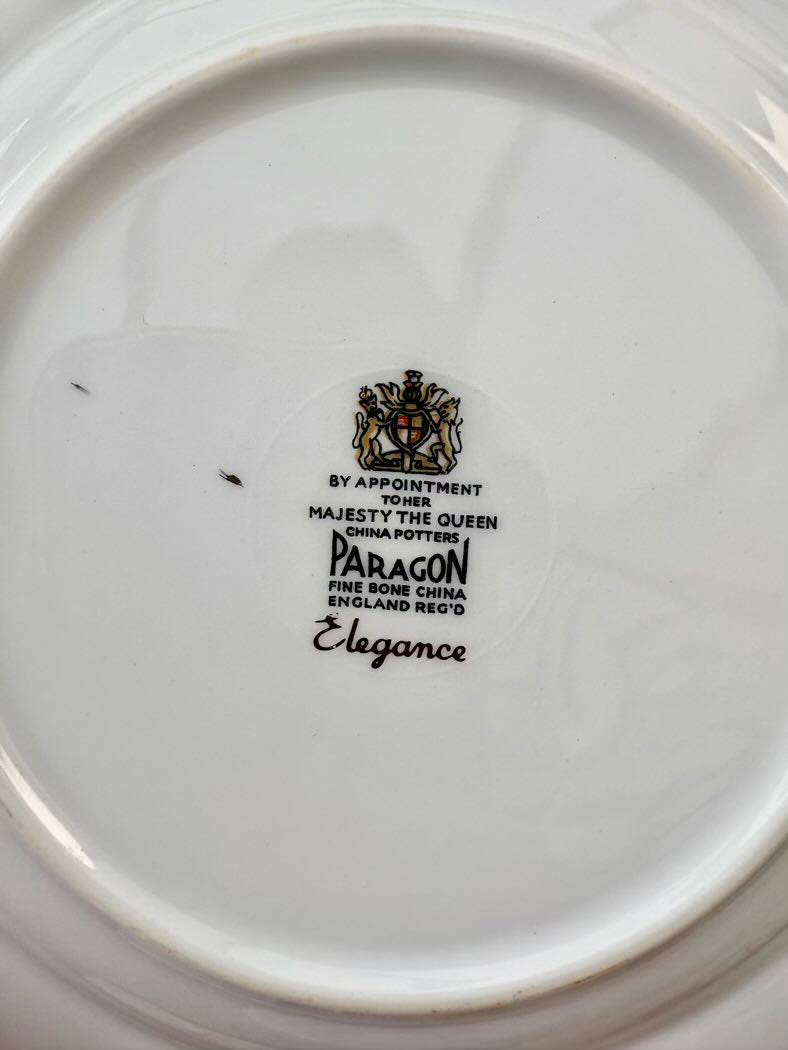 BY APPOINTMENT
TO HER
MAJESTY THE QUEEN
CHINA POTTERS
PARAGON
FINE BONE CHINA
ENGLAND REG'D
Elegance